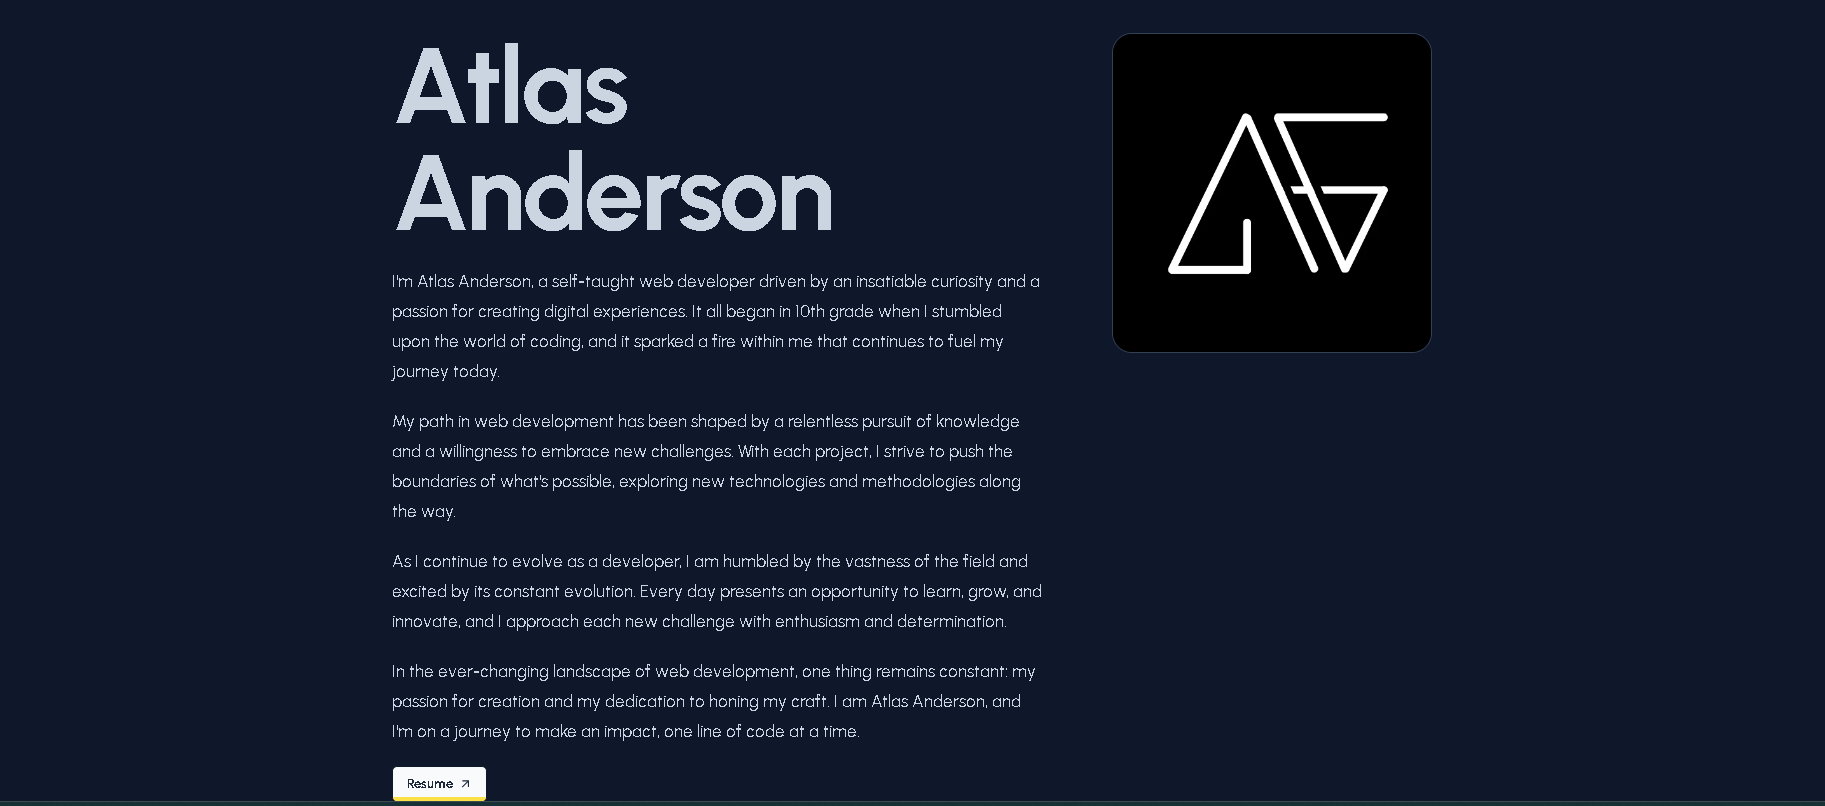 Atlas
Anderson
I'm Atlas Anderson, a self-taught web developer driven by an insatiable curiosity and a
passion for creating digital experiences. It all began in 10th grade when I stumbled
upon the world of coding, and it sparked a fire within me that continues to fuel my
journey today.
My path in web development has been shaped by a relentless pursuit of knowledge
and a willingness to embrace new challenges. With each project, I strive to push the
boundaries of what's possible, exploring new technologies and methodologies along
the way.
As I continue to evolve as a developer, I am humbled by the vastness of the field and
excited by its constant evolution. Every day presents an opportunity to learn, grow, and
innovate, and I approach each new challenge with enthusiasm and determination.
In the ever-changing landscape of web development, one thing remains constant: my
passion for creation and my dedication to honing my craft. I am Atlas Anderson, and
I'm on a journey to make an impact, one line of code at a time.
Resume